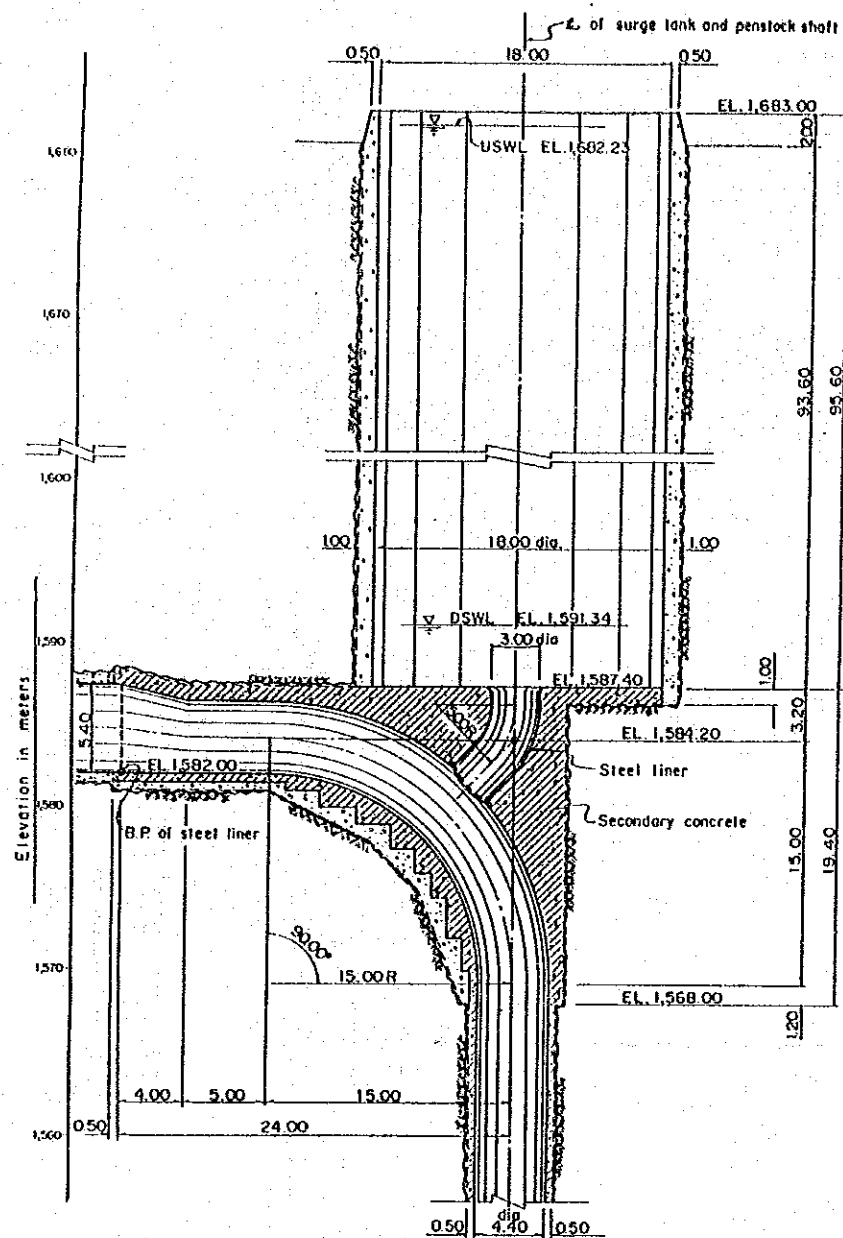 ℄ of surge tank and penstock shaft
0.50 18.00 0.50
EL. 1,683.00
2.00
USWL EL. 1,682.23
1,670
93.60
95.60
1,600
1.00 18.00 dia. 1.00
DSWL EL. 1,591.34
1,590
3.00 dia
EL. 1,587.40
1.00
3.20
EL. 1,584.20
5.40
5.00R
Steel liner
EL. 1,582.00
1,580
Secondary concrete
B.P. of steel liner
Elevation in meters
15.00
19.40
90.00°
1,570
15.00 R
EL. 1,568.00
1.20
4.00 5.00 15.00
0.50 24.00
1,560
dia
0.50 4.40 0.50